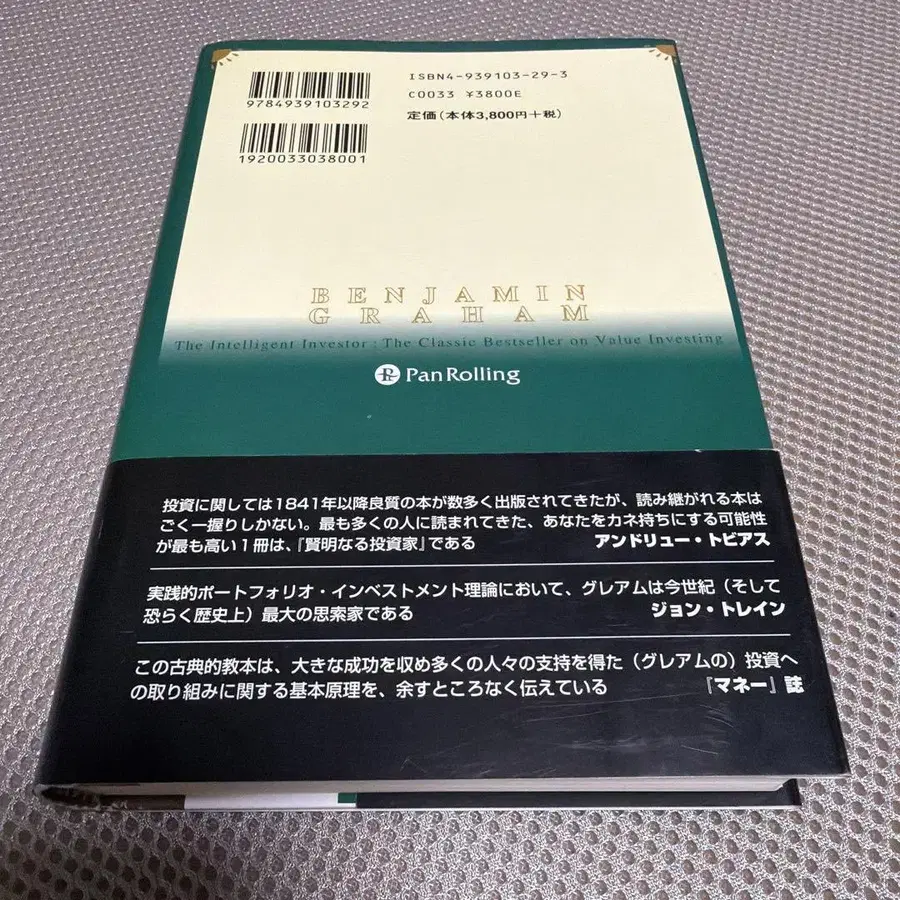 9784939103292
ISBN4-939103-29-3
C0033 ¥3800E
定価(本体3,800円+税)
1920033038001
BENJAMIN
GRAHAM
The Intelligent Investor : The Classic Bestseller on Value Investing
PanRolling
投資に関しては1841年以降良質の本が数多く出版されてきたが、読み継がれる本は
ごく一握りしかない。最も多くの人に読まれてきた、あなたをカネ持ちにする可能性
が最も高い1冊は、『賢明なる投資家』である アンドリュー・トビアス
実践的ポートフォリオ・インベストメント理論において、グレアムは今世紀(そして
恐らく歴史上)最大の思索家である ジョン・トレイン
この古典的教本は、大きな成功を収め多くの人々の支持を得た(グレアムの)投資へ
の取り組みに関する基本原理を、余すところなく伝えている 『マネー』誌